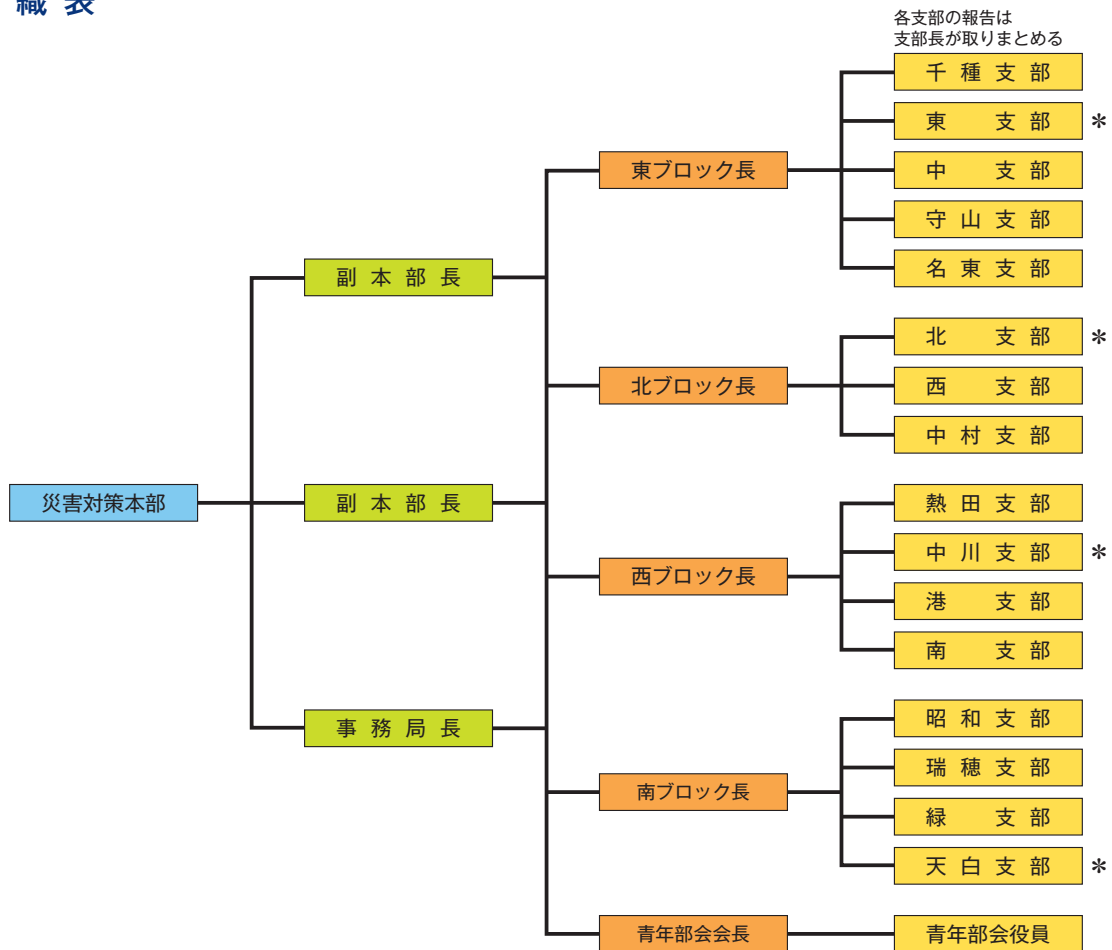 織 表
各支部の報告は
支部長が取りまとめる
千 種 支 部
東 支 部 *
東ブロック長
中 支 部
守 山 支 部
名 東 支 部
副 本 部 長
北 支 部 *
北ブロック長
西 支 部
中 村 支 部
災害対策本部
副 本 部 長
熱 田 支 部
中 川 支 部 *
西ブロック長
港 支 部
南 支 部
事 務 局 長
昭 和 支 部
瑞 穂 支 部
南ブロック長
緑 支 部
天 白 支 部 *
青年部会会長
青年部会役員